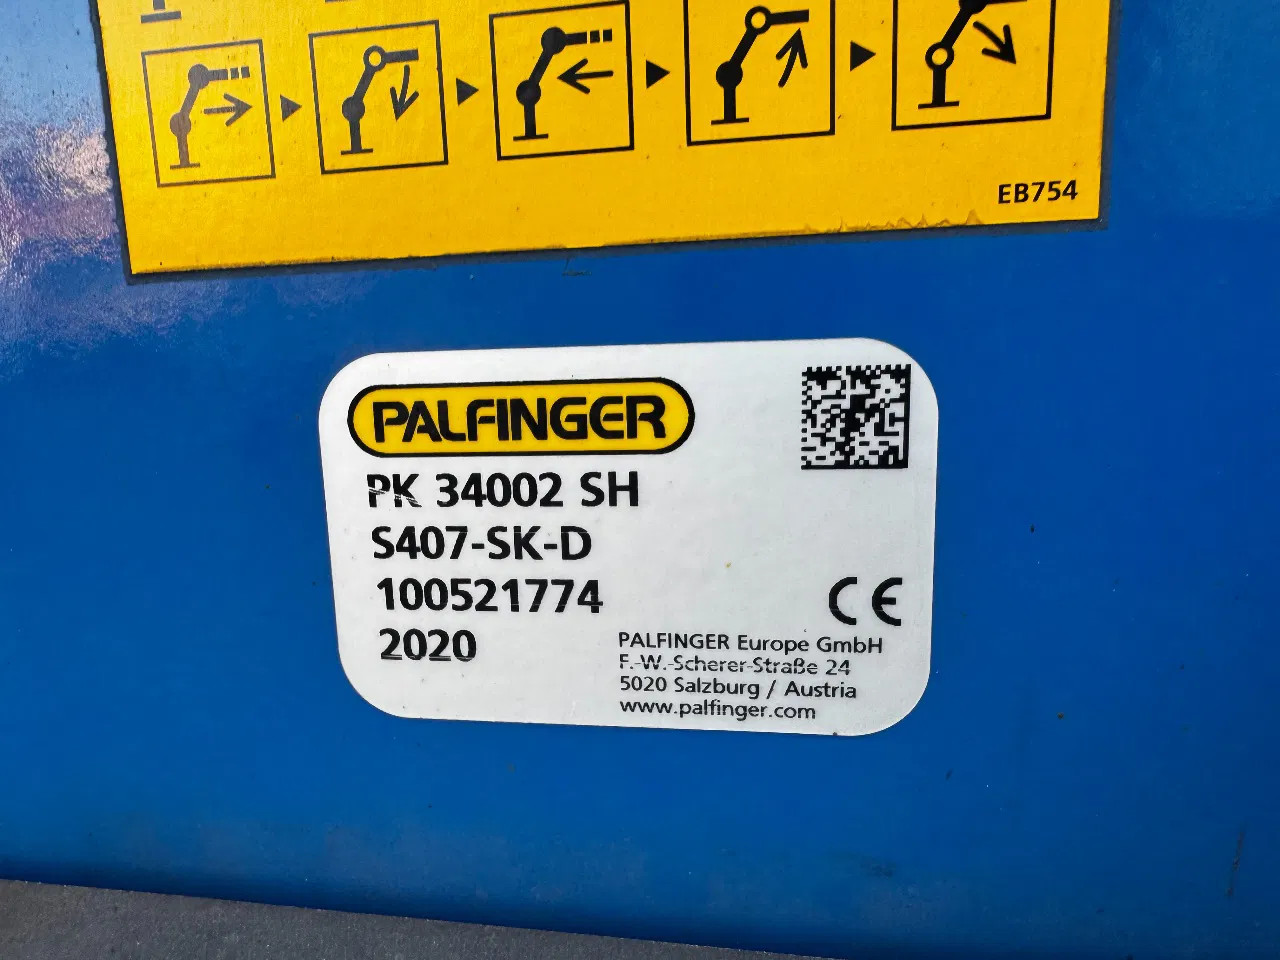 EB754
PALFINGER
PK 34002 SH
S407-SK-D
100521774
2020
CE
PALFINGER Europe GmbH
F.-W.-Scherer-Straße 24
5020 Salzburg / Austria
www.palfinger.com